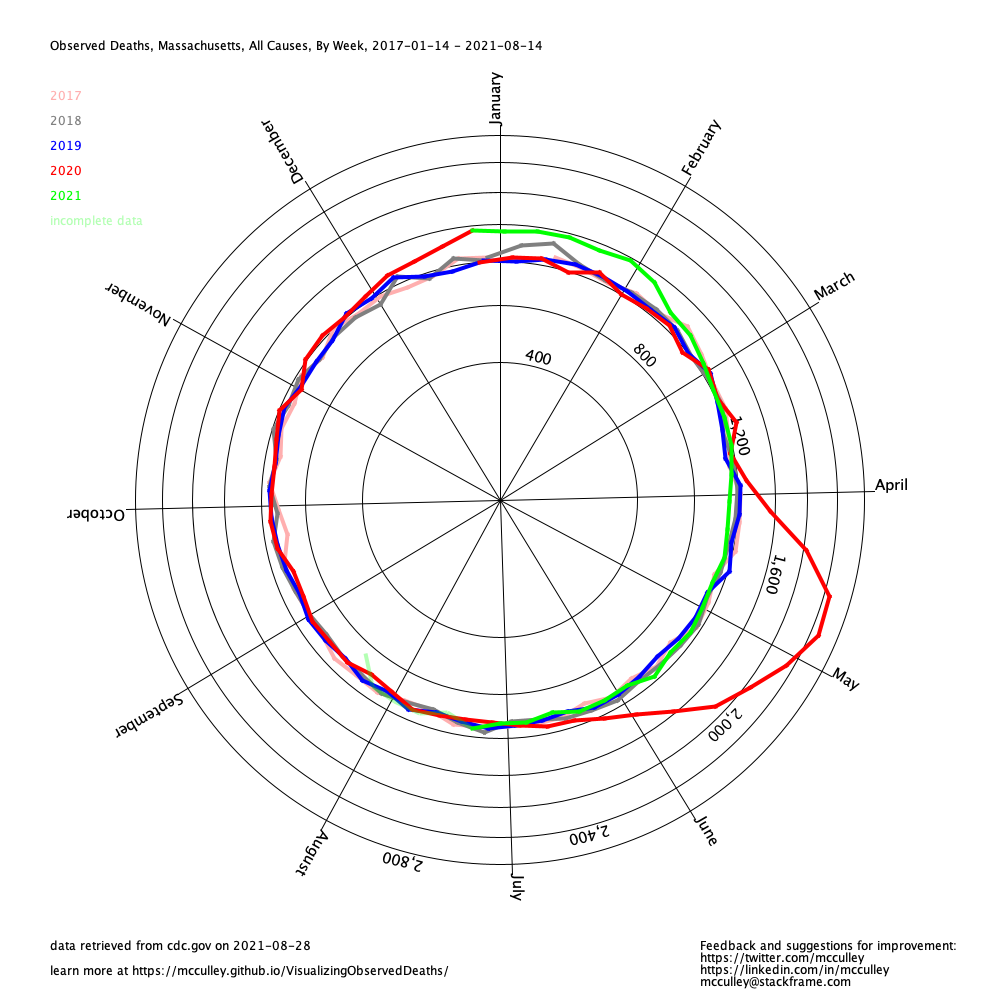 Observed Deaths, Massachusetts, All Causes, By Week, 2017-01-14 - 2021-08-14
2017
2018
2019
2020
2021
incomplete data
January
February
March
April
May
June
July
August
September
October
November
December
400
800
1,200
1,600
2,000
2,400
2,800
data retrieved from cdc.gov on 2021-08-28
learn more at https://mcculley.github.io/VisualizingObservedDeaths/
Feedback and suggestions for improvement:
https://twitter.com/mcculley
https://linkedin.com/in/mcculley
mcculley@stackframe.com